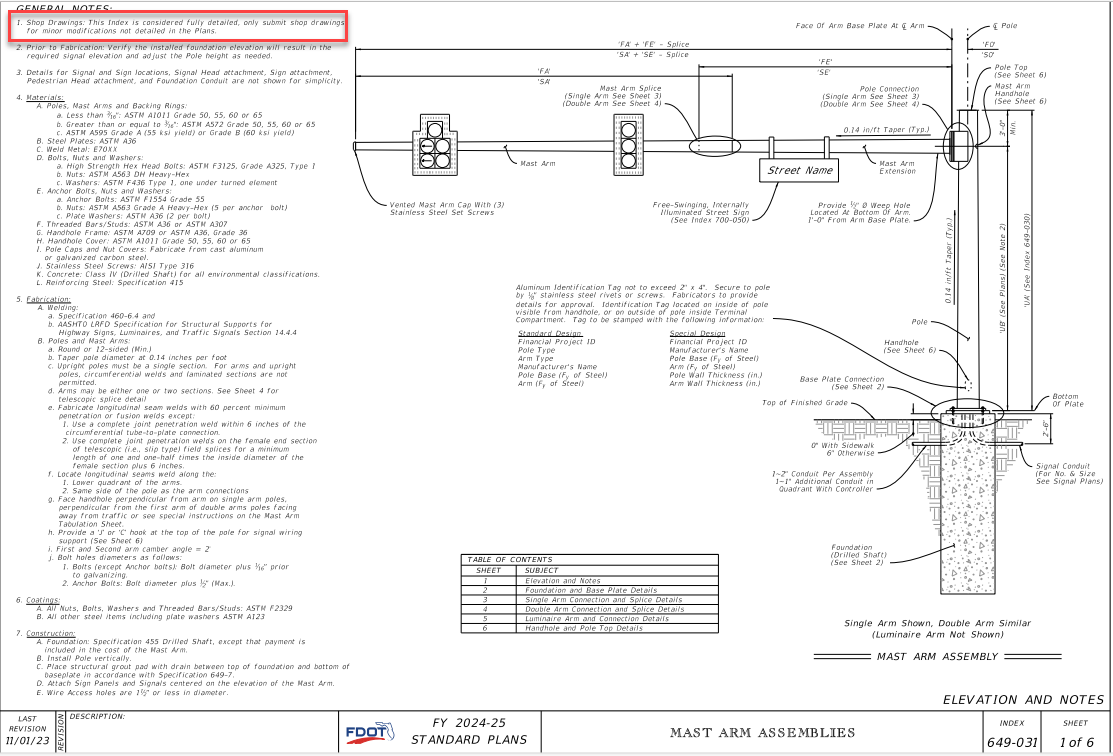 GENERAL NOTES:
1. Shop Drawings: This Index is considered fully detailed, only submit shop drawings
for minor modifications not detailed in the Plans.
2. Prior to Fabrication: Verify the installed foundation elevation will result in the
required signal elevation and adjust the Pole height as needed.
3. Details for Signal and Sign locations, Signal Head attachment, Sign attachment,
Pedestrian Head attachment, and Foundation Conduit are not shown for simplicity.
4. Materials:
A. Poles, Mast Arms and Backing Rings:
a. Less than 3/16": ASTM A1011 Grade 50, 55, 60 or 65
b. Greater than or equal to 3/16": ASTM A572 Grade 50, 55, 60 or 65
c. ASTM A595 Grade A (55 ksi yield) or Grade B (60 ksi yield)
B. Steel Plates: ASTM A36
C. Weld Metal: E70XX
D. Bolts, Nuts and Washers:
a. High Strength Hex Head Bolts: ASTM F3125, Grade A325, Type 1
b. Nuts: ASTM A563 DH Heavy-Hex
c. Washers: ASTM F436 Type 1, one under turned element
E. Anchor Bolts, Nuts and Washers:
a. Anchor Bolts: ASTM F1554 Grade 55
b. Nuts: ASTM A563 Grade A Heavy-Hex (5 per anchor bolt)
c. Plate Washers: ASTM A36 (2 per bolt)
F. Threaded Bars/Studs: ASTM A36 or ASTM A307
G. Handhole Frame: ASTM A709 or ASTM A36, Grade 36
H. Handhole Cover: ASTM A1011 Grade 50, 55, 60 or 65
I. Pole Caps and Nut Covers: Fabricate from cast aluminum
or galvanized carbon steel.
J. Stainless Steel Screws: AISI Type 316
K. Concrete: Class IV (Drilled Shaft) for all environmental classifications.
L. Reinforcing Steel: Specification 415
5. Fabrication:
A. Welding:
a. Specification 460-6.4 and
b. AASHTO LRFD Specification for Structural Supports for
Highway Signs, Luminaires, and Traffic Signals Section 14.4.4
B. Poles and Mast Arms:
a. Round or 12-sided (Min.)
b. Taper pole diameter at 0.14 inches per foot
c. Upright poles must be a single section. For arms and upright
poles, circumferential welds and laminated sections are not
permitted.
d. Arms may be either one or two sections. See Sheet 4 for
telescopic splice detail
e. Fabricate longitudinal seam welds with 60 percent minimum
penetration or fusion welds except:
1. Use a complete joint penetration weld within 6 inches of the
circumferential tube-to-plate connection.
2. Use complete joint penetration welds on the female end section
of telescopic (i.e., slip type) field splices for a minimum
length of one and one-half times the inside diameter of the
female section plus 6 inches.
f. Locate longitudinal seams weld along the:
1. Lower quadrant of the arms.
2. Same side of the pole as the arm connections
g. Face handhole perpendicular from arm on single arm poles,
perpendicular from the first arm of double arms poles facing
away from traffic or see special instructions on the Mast Arm
Tabulation Sheet.
h. Provide a 'J' or 'C' hook at the top of the pole for signal wiring
support (See Sheet 6)
i. First and Second arm camber angle = 2°
j. Bolt holes diameters as follows:
1. Bolts (except Anchor bolts): Bolt diameter plus 1/16" prior
to galvanizing.
2. Anchor Bolts: Bolt diameter plus 1/2" (Max.).
6. Coatings:
A. All Nuts, Bolts, Washers and Threaded Bars/Studs: ASTM F2329
B. All other steel items including plate washers ASTM A123
7. Construction:
A. Foundation: Specification 455 Drilled Shaft, except that payment is
included in the cost of the Mast Arm.
B. Install Pole vertically.
C. Place structural grout pad with drain between top of foundation and bottom of
baseplate in accordance with Specification 649-7.
D. Attach Sign Panels and Signals centered on the elevation of the Mast Arm.
E. Wire Access holes are 1 1/2" or less in diameter.
Face Of Arm Base Plate At ℄ Arm
℄ Pole
'FA' + 'FE' - Splice
'SA' + 'SE' - Splice
'FO'
'SO'
'FE'
'SE'
'FA'
'SA'
Pole Top
(See Sheet 6)
Mast Arm
Handhole
(See Sheet 6)
Mast Arm Splice
(Single Arm See Sheet 3)
(Double Arm See Sheet 4)
Pole Connection
(Single Arm See Sheet 3)
(Double Arm See Sheet 4)
0.14 in/ft Taper (Typ.)
3'-0"
Min.
Mast Arm
Street Name
Mast Arm
Extension
Vented Mast Arm Cap With (3)
Stainless Steel Set Screws
Free-Swinging, Internally
Illuminated Street Sign
(See Index 700-050)
Provide 1/2" Ø Weep Hole
Located At Bottom Of Arm.
1'-0" From Arm Base Plate.
0.14 in/ft Taper (Typ.)
'UB' (See Plans) (See Note 2)
'UA' (See Index 649-030)
Aluminum Identification Tag not to exceed 2" x 4". Secure to pole
by 1/8" stainless steel rivets or screws. Fabricators to provide
details for approval. Identification Tag located on inside of pole
visible from handhole, or on outside of pole inside Terminal
Compartment. Tag to be stamped with the following information:
Standard Design
Financial Project ID
Pole Type
Arm Type
Manufacturer's Name
Pole Base (Fy of Steel)
Arm (Fy of Steel)
Special Design
Financial Project ID
Manufacturer's Name
Pole Base (Fy of Steel)
Arm (Fy of Steel)
Pole Wall Thickness (in.)
Arm Wall Thickness (in.)
Pole
Handhole
(See Sheet 6)
Base Plate Connection
(See Sheet 2)
Top of Finished Grade
Bottom
Of Plate
0" With Sidewalk
6" Otherwise
2'-6"
1~2" Conduit Per Assembly
1~1" Additional Conduit in
Quadrant With Controller
Signal Conduit
(For No. & Size
See Signal Plans)
Foundation
(Drilled Shaft)
(See Sheet 2)
TABLE OF CONTENTS
SHEET SUBJECT
1 Elevation and Notes
2 Foundation and Base Plate Details
3 Single Arm Connection and Splice Details
4 Double Arm Connection and Splice Details
5 Luminaire Arm and Connection Details
6 Handhole and Pole Top Details
Single Arm Shown, Double Arm Similar
(Luminaire Arm Not Shown)
MAST ARM ASSEMBLY
ELEVATION AND NOTES
LAST
REVISION
11/01/23
REVISION
DESCRIPTION:
FDOT
FY 2024-25
STANDARD PLANS
MAST ARM ASSEMBLIES
INDEX
649-031
SHEET
1 of 6